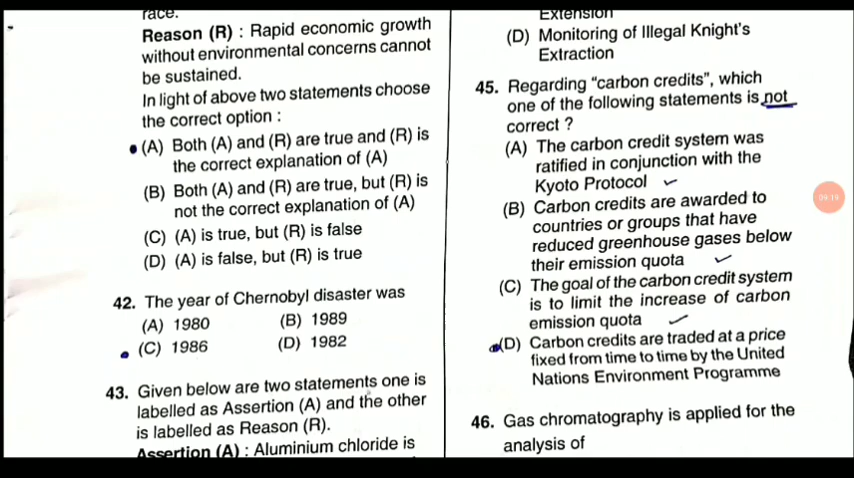 race.
Reason (R) : Rapid economic growth
without environmental concerns cannot
be sustained.
In light of above two statements choose
the correct option :
(A) Both (A) and (R) are true and (R) is
the correct explanation of (A)
(B) Both (A) and (R) are true, but (R) is
not the correct explanation of (A)
(C) (A) is true, but (R) is false
(D) (A) is false, but (R) is true
42. The year of Chernobyl disaster was
(A) 1980 (B) 1989
(C) 1986 (D) 1982
43. Given below are two statements one is
labelled as Assertion (A) and the other
is labelled as Reason (R).
Assertion (A) : Aluminium chloride is
Extension
(D) Monitoring of Illegal Knight's
Extraction
45. Regarding “carbon credits”, which
one of the following statements is not
correct ?
(A) The carbon credit system was
ratified in conjunction with the
Kyoto Protocol
(B) Carbon credits are awarded to
countries or groups that have
reduced greenhouse gases below
their emission quota
(C) The goal of the carbon credit system
is to limit the increase of carbon
emission quota
(D) Carbon credits are traded at a price
fixed from time to time by the United
Nations Environment Programme
46. Gas chromatography is applied for the
analysis of
09:19